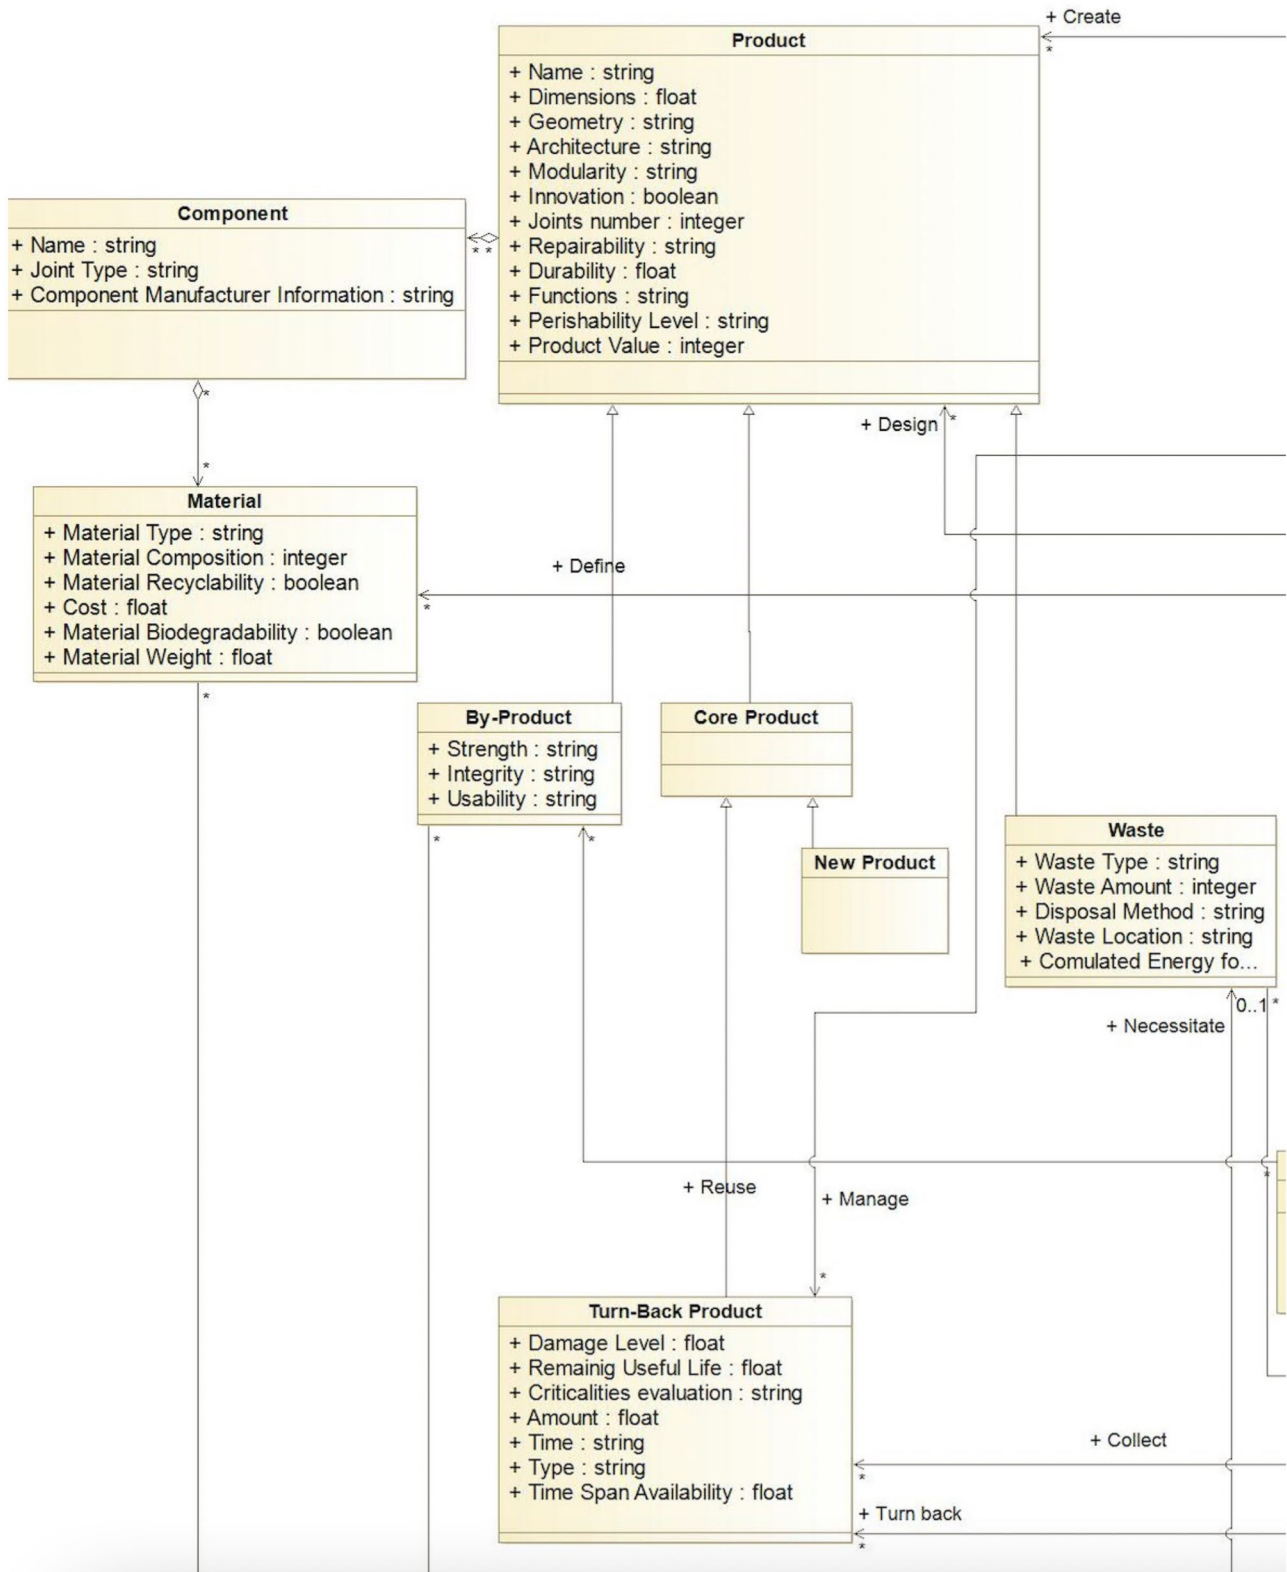 + Create
*
Product
+ Name : string
+ Dimensions : float
+ Geometry : string
+ Architecture : string
+ Modularity : string
+ Innovation : boolean
+ Joints number : integer
+ Repairability : string
+ Durability : float
+ Functions : string
+ Perishability Level : string
+ Product Value : integer
Component
+ Name : string
+ Joint Type : string
+ Component Manufacturer Information : string
* *
*
*
+ Design
*
Material
+ Material Type : string
+ Material Composition : integer
+ Material Recyclability : boolean
+ Cost : float
+ Material Biodegradability : boolean
+ Material Weight : float
*
+ Define
*
By-Product
+ Strength : string
+ Integrity : string
+ Usability : string
*
*
Core Product
New Product
Waste
+ Waste Type : string
+ Waste Amount : integer
+ Disposal Method : string
+ Waste Location : string
+ Comulated Energy fo...
0..1 *
+ Necessitate
*
+ Reuse
+ Manage
*
Turn-Back Product
+ Damage Level : float
+ Remainig Useful Life : float
+ Criticalities evaluation : string
+ Amount : float
+ Time : string
+ Type : string
+ Time Span Availability : float
+ Collect
*
+ Turn back
*